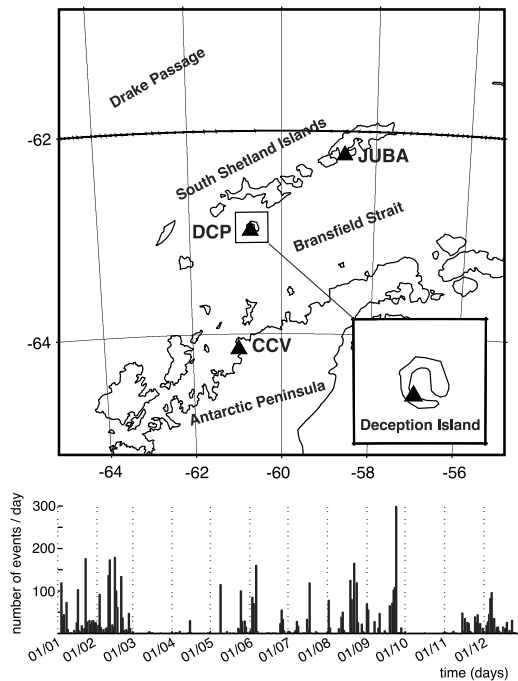 Drake Passage
-62
South Shetland Islands
JUBA
DCP
Bransfield Strait
-64
CCV
Antarctic Peninsula
Deception Island
-64 -62 -60 -58 -56
number of events / day
300
200
100
01/01 01/02 01/03 01/04 01/05 01/06 01/07 01/08 01/09 01/10 01/11 01/12
time (days)